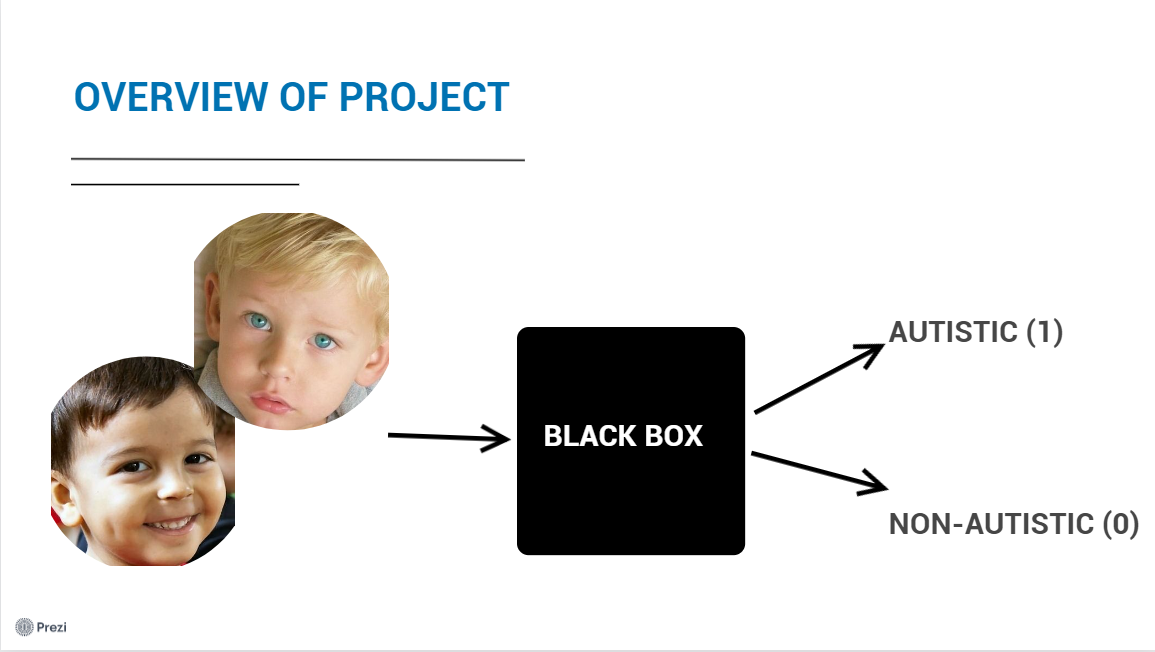 OVERVIEW OF PROJECT
AUTISTIC (1)
BLACK BOX
NON-AUTISTIC (0)
Prezi